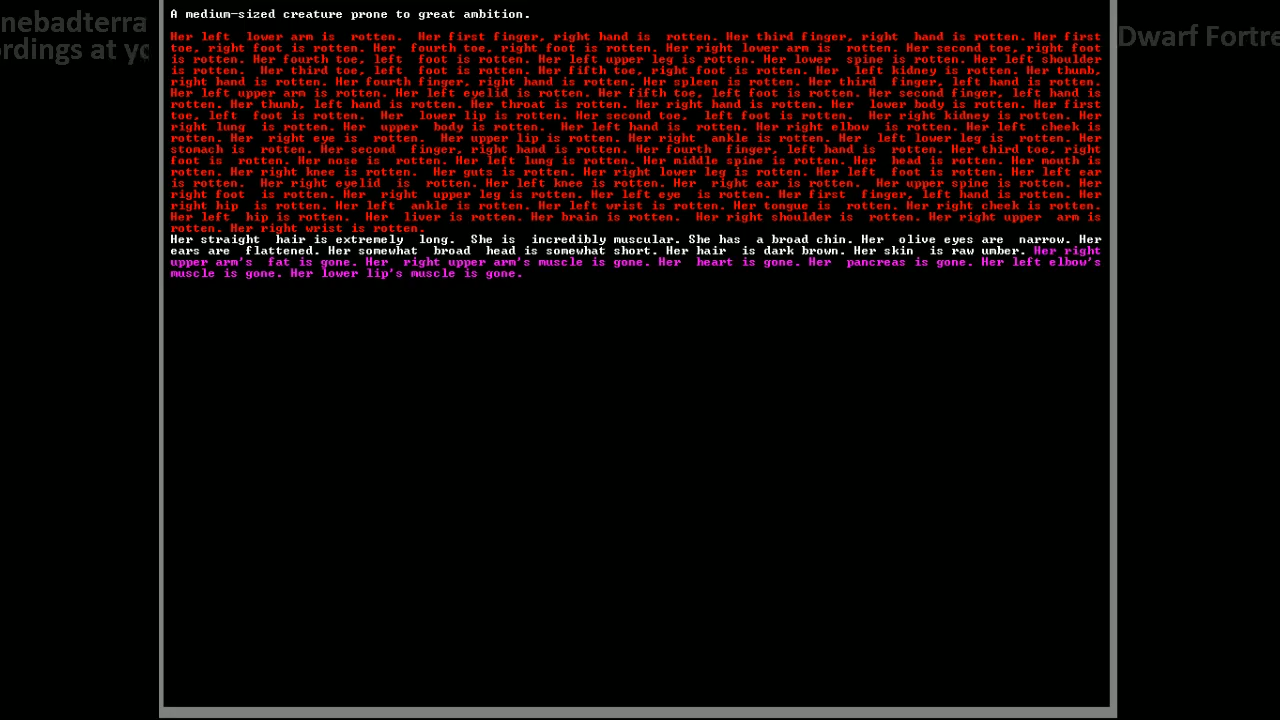 nebadterra
ordings at yo
Dwarf Fortre
A medium-sized creature prone to great ambition.
Her left lower arm is rotten. Her first finger, right hand is rotten. Her third finger, right hand is rotten. Her first
toe, right foot is rotten. Her fourth toe, right foot is rotten. Her right lower arm is rotten. Her second toe, right foot
is rotten. Her fourth toe, left foot is rotten. Her left upper leg is rotten. Her lower spine is rotten. Her left shoulder
is rotten. Her third toe, left foot is rotten. Her fifth toe, right foot is rotten. Her left kidney is rotten. Her thumb,
right hand is rotten. Her fourth finger, right hand is rotten. Her spleen is rotten. Her third finger, left hand is rotten.
Her left upper arm is rotten. Her left eyelid is rotten. Her fifth toe, left foot is rotten. Her second finger, left hand is
rotten. Her thumb, left hand is rotten. Her throat is rotten. Her right hand is rotten. Her lower body is rotten. Her first
toe, left foot is rotten. Her lower lip is rotten. Her second toe, left foot is rotten. Her right kidney is rotten. Her
right lung is rotten. Her upper body is rotten. Her left hand is rotten. Her right elbow is rotten. Her left cheek is
rotten. Her right eye is rotten. Her upper lip is rotten. Her right ankle is rotten. Her left lower leg is rotten. Her
stomach is rotten. Her second finger, right hand is rotten. Her fourth finger, left hand is rotten. Her third toe, right
foot is rotten. Her nose is rotten. Her left lung is rotten. Her middle spine is rotten. Her head is rotten. Her mouth is
rotten. Her right knee is rotten. Her guts is rotten. Her right lower leg is rotten. Her left foot is rotten. Her left ear
is rotten. Her right eyelid is rotten. Her left knee is rotten. Her right ear is rotten. Her upper spine is rotten. Her
right foot is rotten. Her right upper leg is rotten. Her left eye is rotten. Her first finger, left hand is rotten. Her
right hip is rotten. Her left ankle is rotten. Her left wrist is rotten. Her tongue is rotten. Her right cheek is rotten.
Her left hip is rotten. Her liver is rotten. Her brain is rotten. Her right shoulder is rotten. Her right upper arm is
rotten. Her right wrist is rotten.
Her straight hair is extremely long. She is incredibly muscular. She has a broad chin. Her olive eyes are narrow. Her
ears are flattened. Her somewhat broad head is somewhat short. Her hair is dark brown. Her skin is raw umber. Her right
upper arm's fat is gone. Her right upper arm's muscle is gone. Her heart is gone. Her pancreas is gone. Her left elbow's
muscle is gone. Her lower lip's muscle is gone.